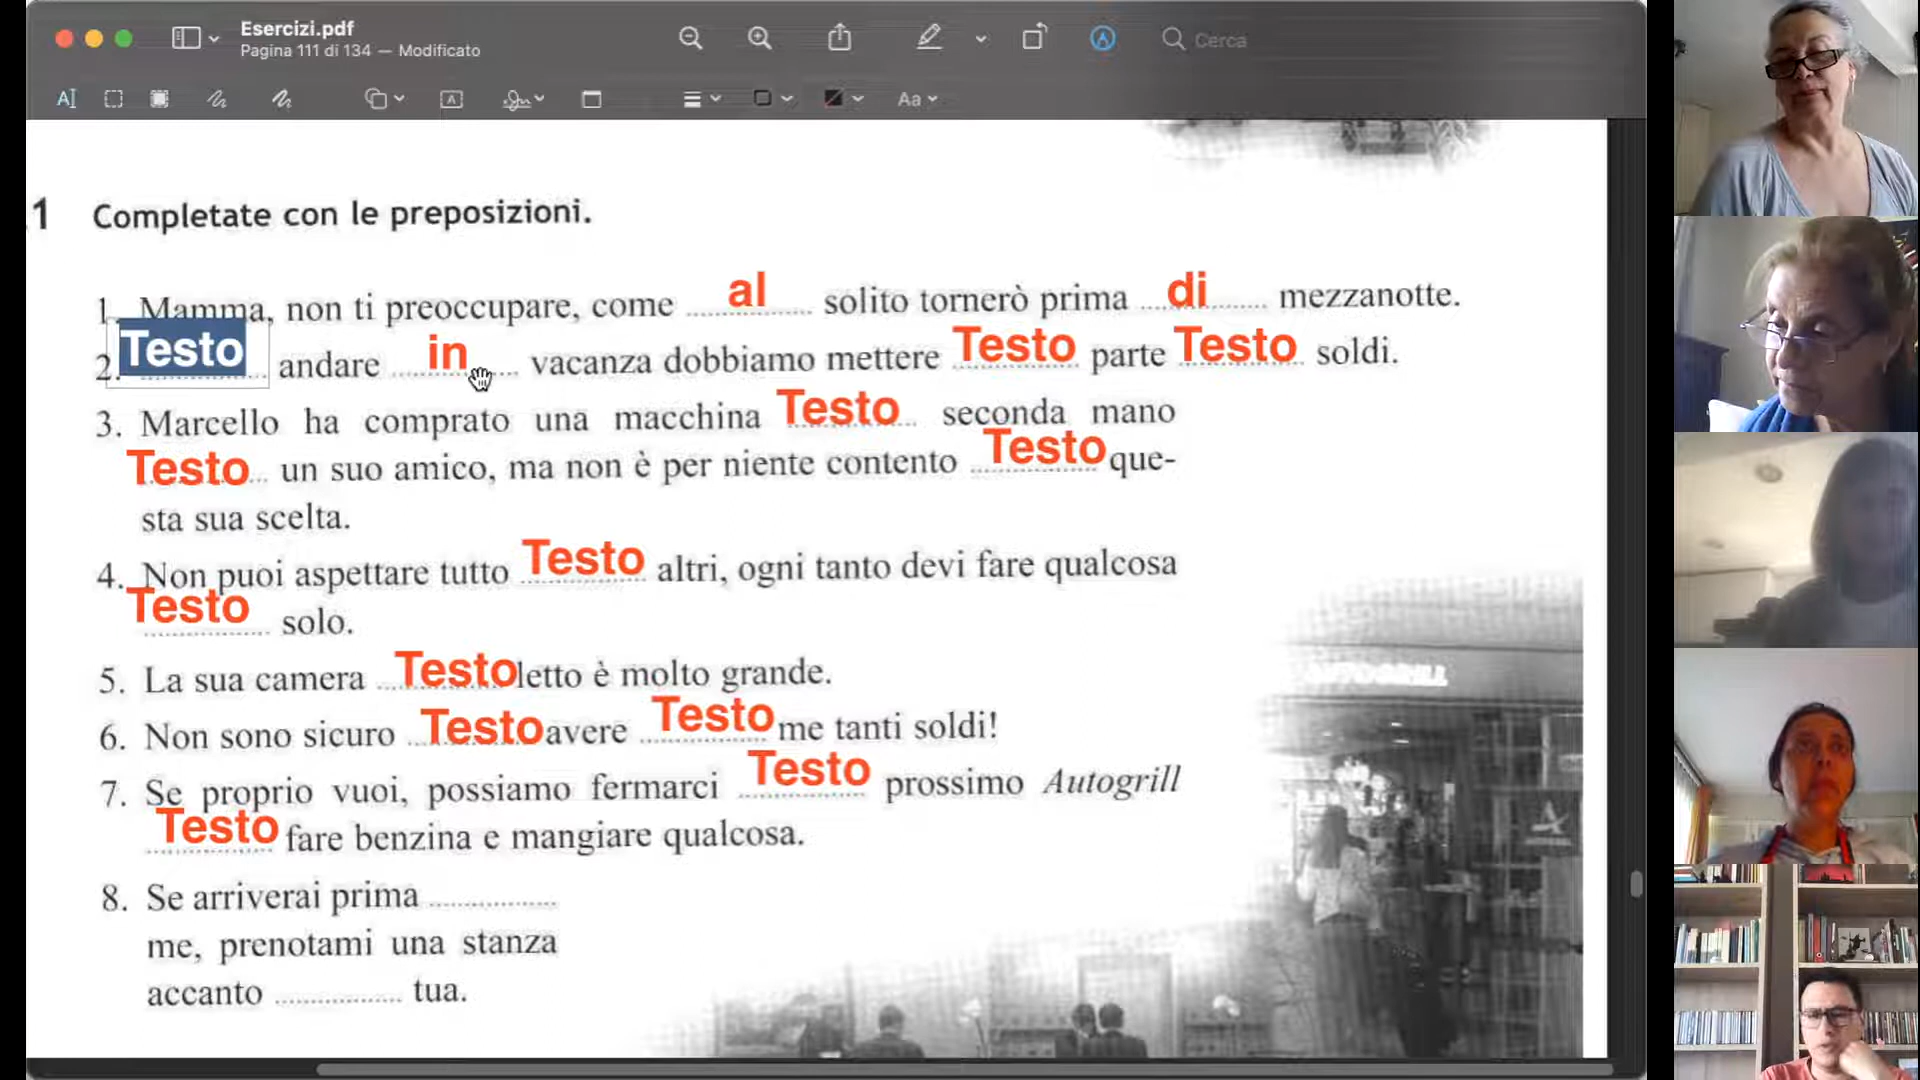 Esercizi.pdf
Pagina 111 di 134 — Modificato
Cerca
Aa
.1 Completate con le preposizioni.
1. Mamma, non ti preoccupare, come al solito tornerò prima di mezzanotte.
2. Testo andare in vacanza dobbiamo mettere Testo parte Testo soldi.
3. Marcello ha comprato una macchina Testo seconda mano
Testo un suo amico, ma non è per niente contento Testo que-
sta sua scelta.
4. Non puoi aspettare tutto Testo altri, ogni tanto devi fare qualcosa
Testo solo.
5. La sua camera Testo letto è molto grande.
6. Non sono sicuro Testo avere Testo me tanti soldi!
7. Se proprio vuoi, possiamo fermarci Testo prossimo Autogrill
Testo fare benzina e mangiare qualcosa.
8. Se arriverai prima ..............
me, prenotami una stanza
accanto .............. tua.
AUTOGRILL